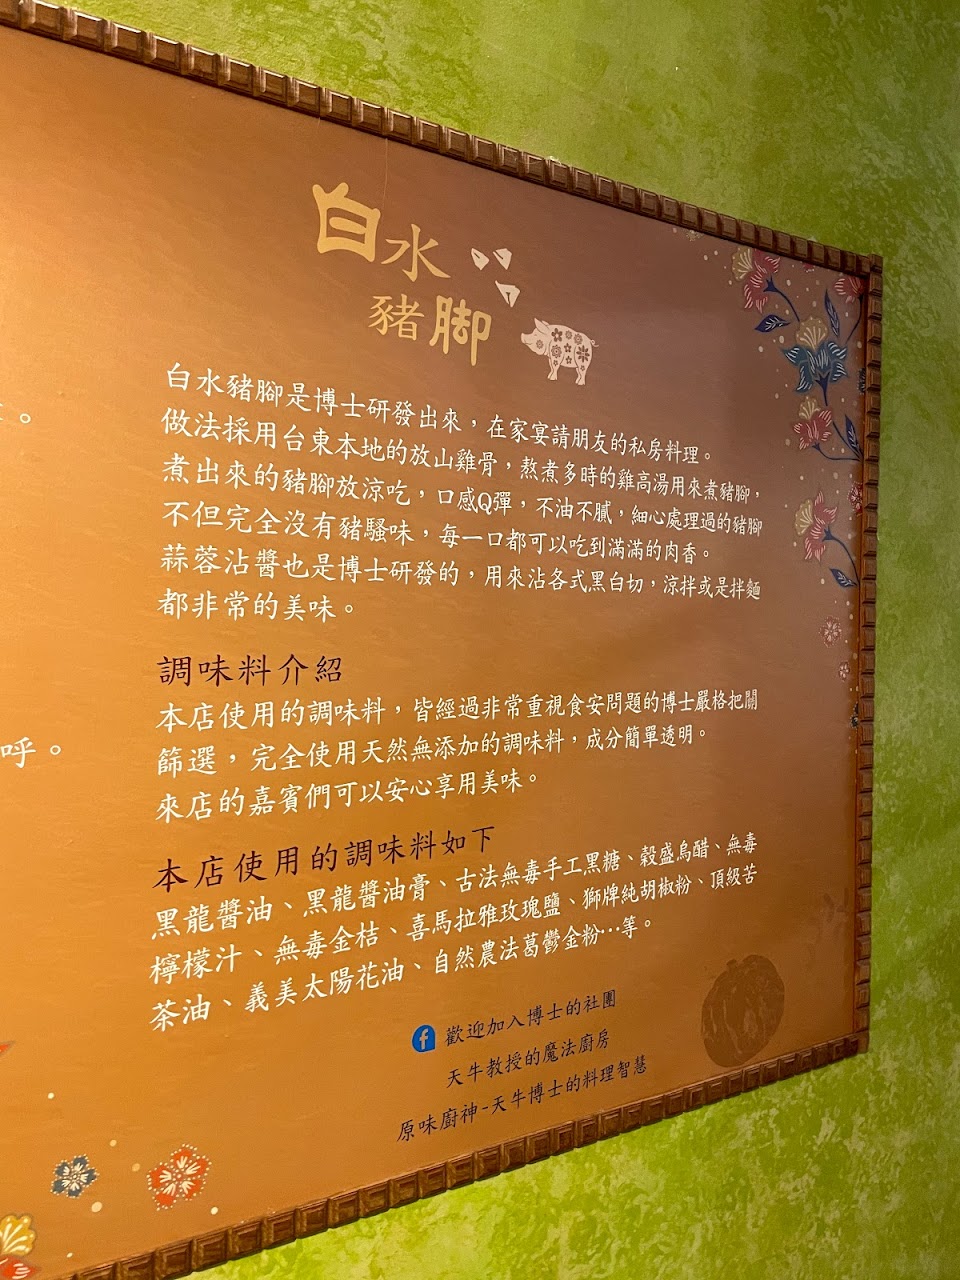 白水
豬脚
白水豬腳是博士研發出來，在家宴請朋友的私房料理。
做法採用台東本地的放山雞骨，熬煮多時的雞高湯用來煮豬腳，
煮出來的豬腳放涼吃，口感Q彈，不油不膩，細心處理過的豬腳
不但完全沒有豬騷味，每一口都可以吃到滿滿的肉香。
蒜蓉沾醬也是博士研發的，用來沾各式黑白切，涼拌或是拌麵
都非常的美味。
調味料介紹
本店使用的調味料，皆經過非常重視食安問題的博士嚴格把關
篩選，完全使用天然無添加的調味料，成分簡單透明。
來店的嘉賓們可以安心享用美味。
本店使用的調味料如下
黑龍醬油、黑龍醬油膏、古法無毒手工黑糖、穀盛烏醋、無毒
檸檬汁、無毒金桔、喜馬拉雅玫瑰鹽、獅牌純胡椒粉、頂級苦
茶油、義美太陽花油、自然農法葛鬱金粉…等。
f 歡迎加入博士的社團
天牛教授的魔法廚房
原味廚神-天牛博士的料理智慧
。
呼。